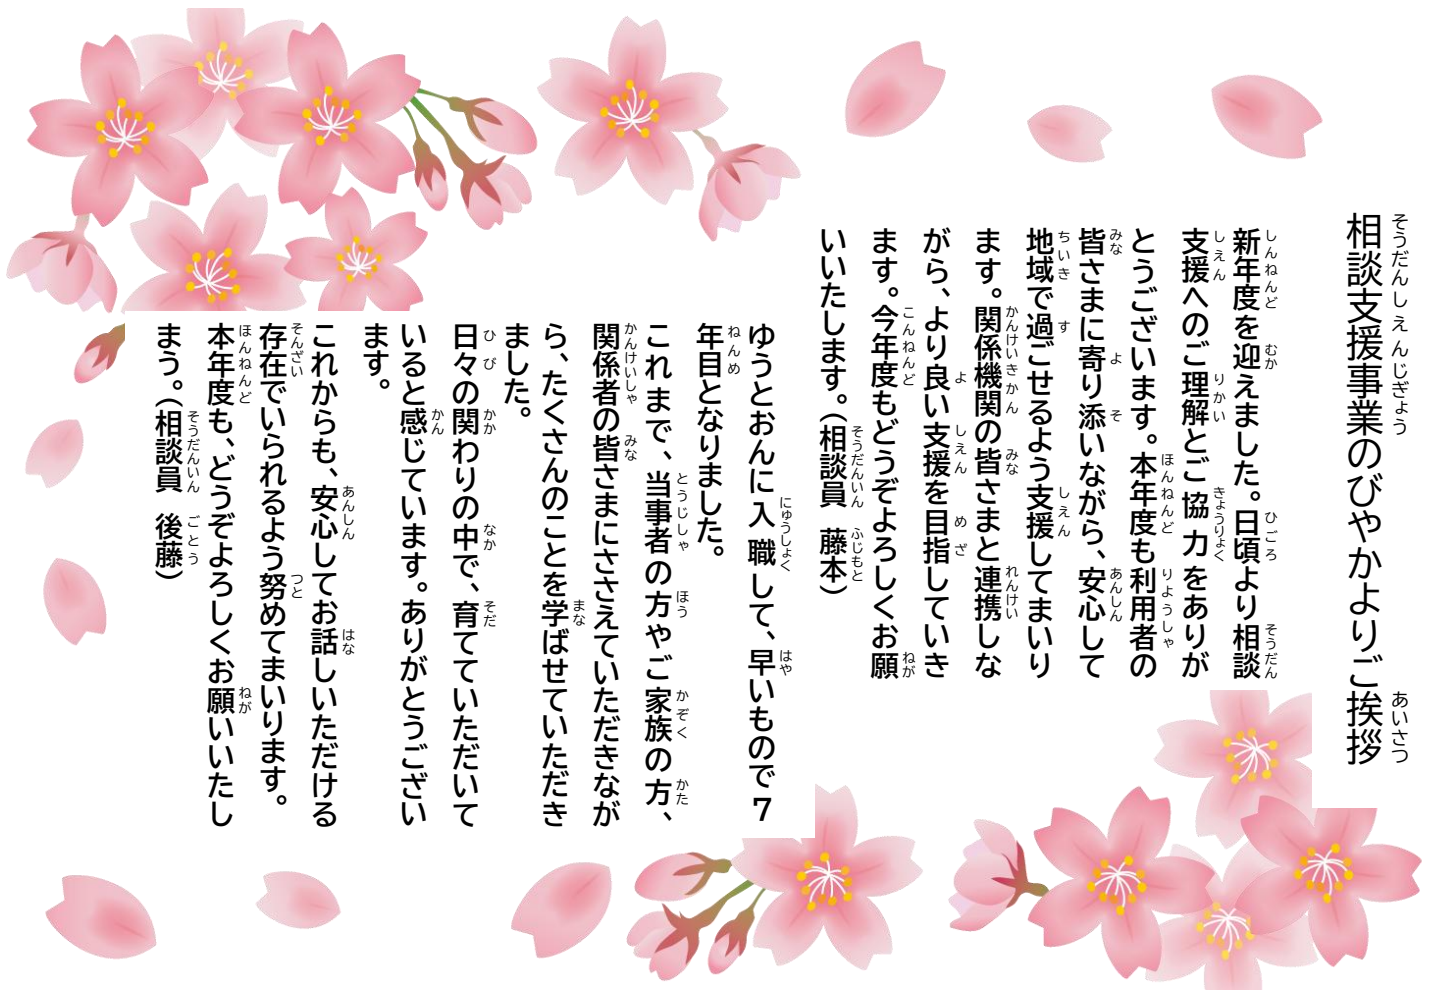 相談支援事業のびやかよりご挨拶
新年度を迎えました。日頃より相談
支援へのご理解とご協力をありが
とうございます。本年度も利用者の
皆さまに寄り添いながら、安心して
地域で過ごせるよう支援してまいり
ます。関係機関の皆さまと連携しな
がら、より良い支援を目指していき
ます。今年度もどうぞよろしくお願
いいたします。（相談員　藤本）
ゆうとおんに入職して、早いもので７
年目となりました。
これまで、当事者の方やご家族の方、
関係者の皆さまにささえていただきなが
ら、たくさんのことを学ばせていただき
ました。
日々の関わりの中で、育てていただいて
いると感じています。ありがとうござい
ます。
これからも、安心してお話しいただける
存在でいられるよう努めてまいります。
本年度も、どうぞよろしくお願いいたし
まう。（相談員　後藤）